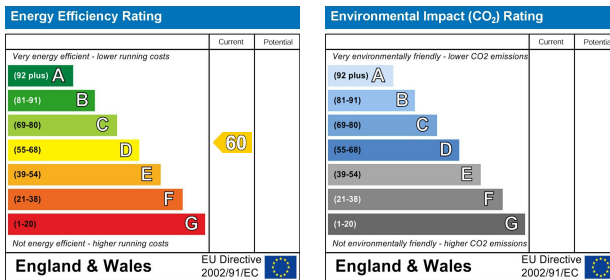 Energy Efficiency Rating
Current Potential
Very energy efficient - lower running costs
(92 plus) A
(81-91) B
(69-80) C
(55-68) D
60
(39-54) E
(21-38) F
(1-20) G
Not energy efficient - higher running costs
England & Wales
EU Directive
2002/91/EC
Environmental Impact (CO₂) Rating
Current Potential
Very environmentally friendly - lower CO2 emissions
(92 plus) A
(81-91) B
(69-80) C
(55-68) D
(39-54) E
(21-38) F
(1-20) G
Not environmentally friendly - higher CO2 emissions
England & Wales
EU Directive
2002/91/EC